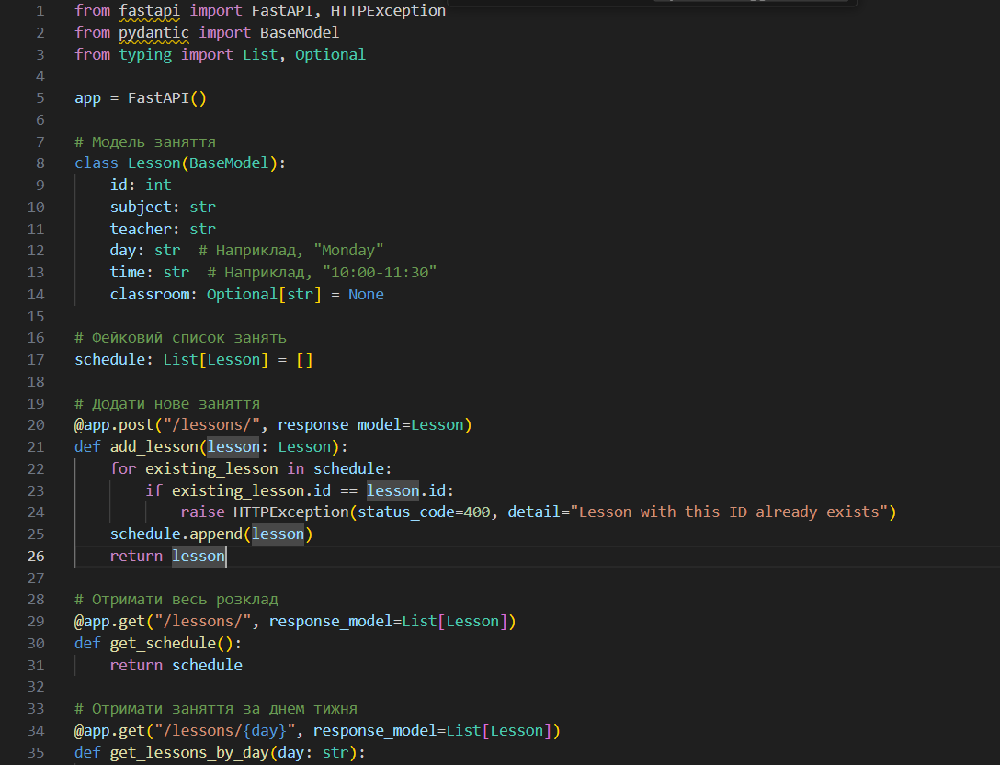 1 from fastapi import FastAPI, HTTPException
2 from pydantic import BaseModel
3 from typing import List, Optional
4
5 app = FastAPI()
6
7 # Модель заняття
8 class Lesson(BaseModel):
9     id: int
10     subject: str
11     teacher: str
12     day: str  # Наприклад, "Monday"
13     time: str  # Наприклад, "10:00-11:30"
14     classroom: Optional[str] = None
15
16 # Фейковий список занять
17 schedule: List[Lesson] = []
18
19 # Додати нове заняття
20 @app.post("/lessons/", response_model=Lesson)
21 def add_lesson(lesson: Lesson):
22     for existing_lesson in schedule:
23         if existing_lesson.id == lesson.id:
24             raise HTTPException(status_code=400, detail="Lesson with this ID already exists")
25     schedule.append(lesson)
26     return lesson
27
28 # Отримати весь розклад
29 @app.get("/lessons/", response_model=List[Lesson])
30 def get_schedule():
31     return schedule
32
33 # Отримати заняття за днем тижня
34 @app.get("/lessons/{day}", response_model=List[Lesson])
35 def get_lessons_by_day(day: str):